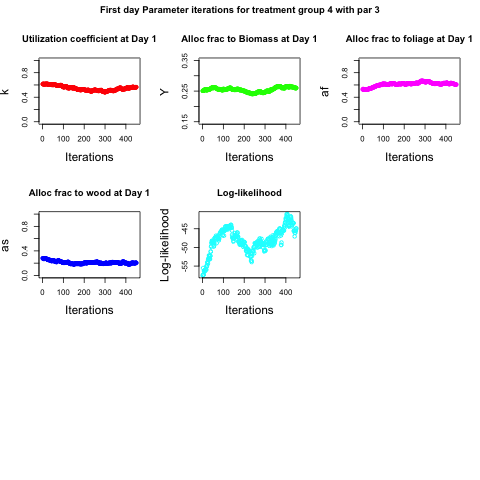 First day Parameter iterations for treatment group 4 with par 3
Utilization coefficient at Day 1
k
0.0 0.4 0.8
0 100 200 300 400
Iterations
Alloc frac to Biomass at Day 1
Y
0.15 0.25 0.35
0 100 200 300 400
Iterations
Alloc frac to foliage at Day 1
af
0.0 0.4 0.8
0 100 200 300 400
Iterations
Alloc frac to wood at Day 1
as
0.0 0.4 0.8
0 100 200 300 400
Iterations
Log-likelihood
Log-likelihood
-55 -50 -45
0 100 200 300 400
Iterations